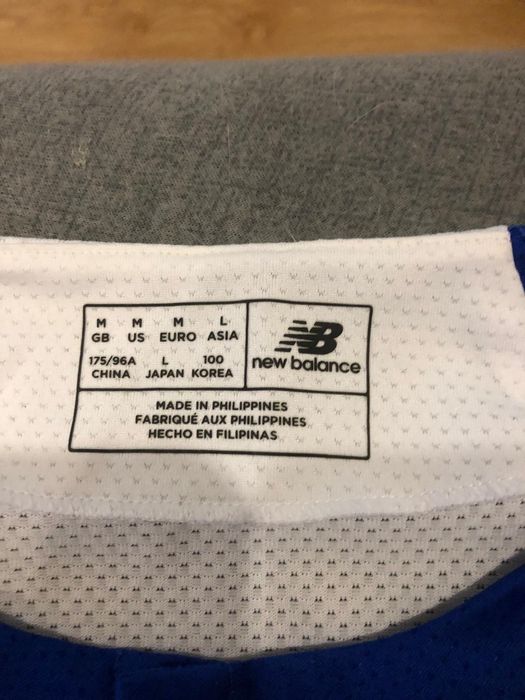 M M M L
GB US EURO ASIA
175/96A L 100
CHINA JAPAN KOREA
NB
new balance
MADE IN PHILIPPINES
FABRIQUÉ AUX PHILIPPINES
HECHO EN FILIPINAS